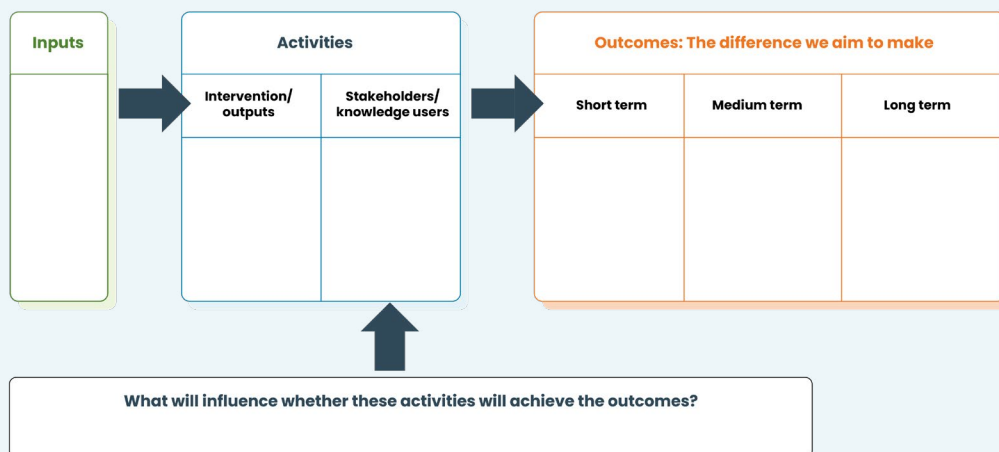 Inputs
Activities
Outcomes: The difference we aim to make
Intervention/
outputs
Stakeholders/
knowledge users
Short term
Medium term
Long term
What will influence whether these activities will achieve the outcomes?